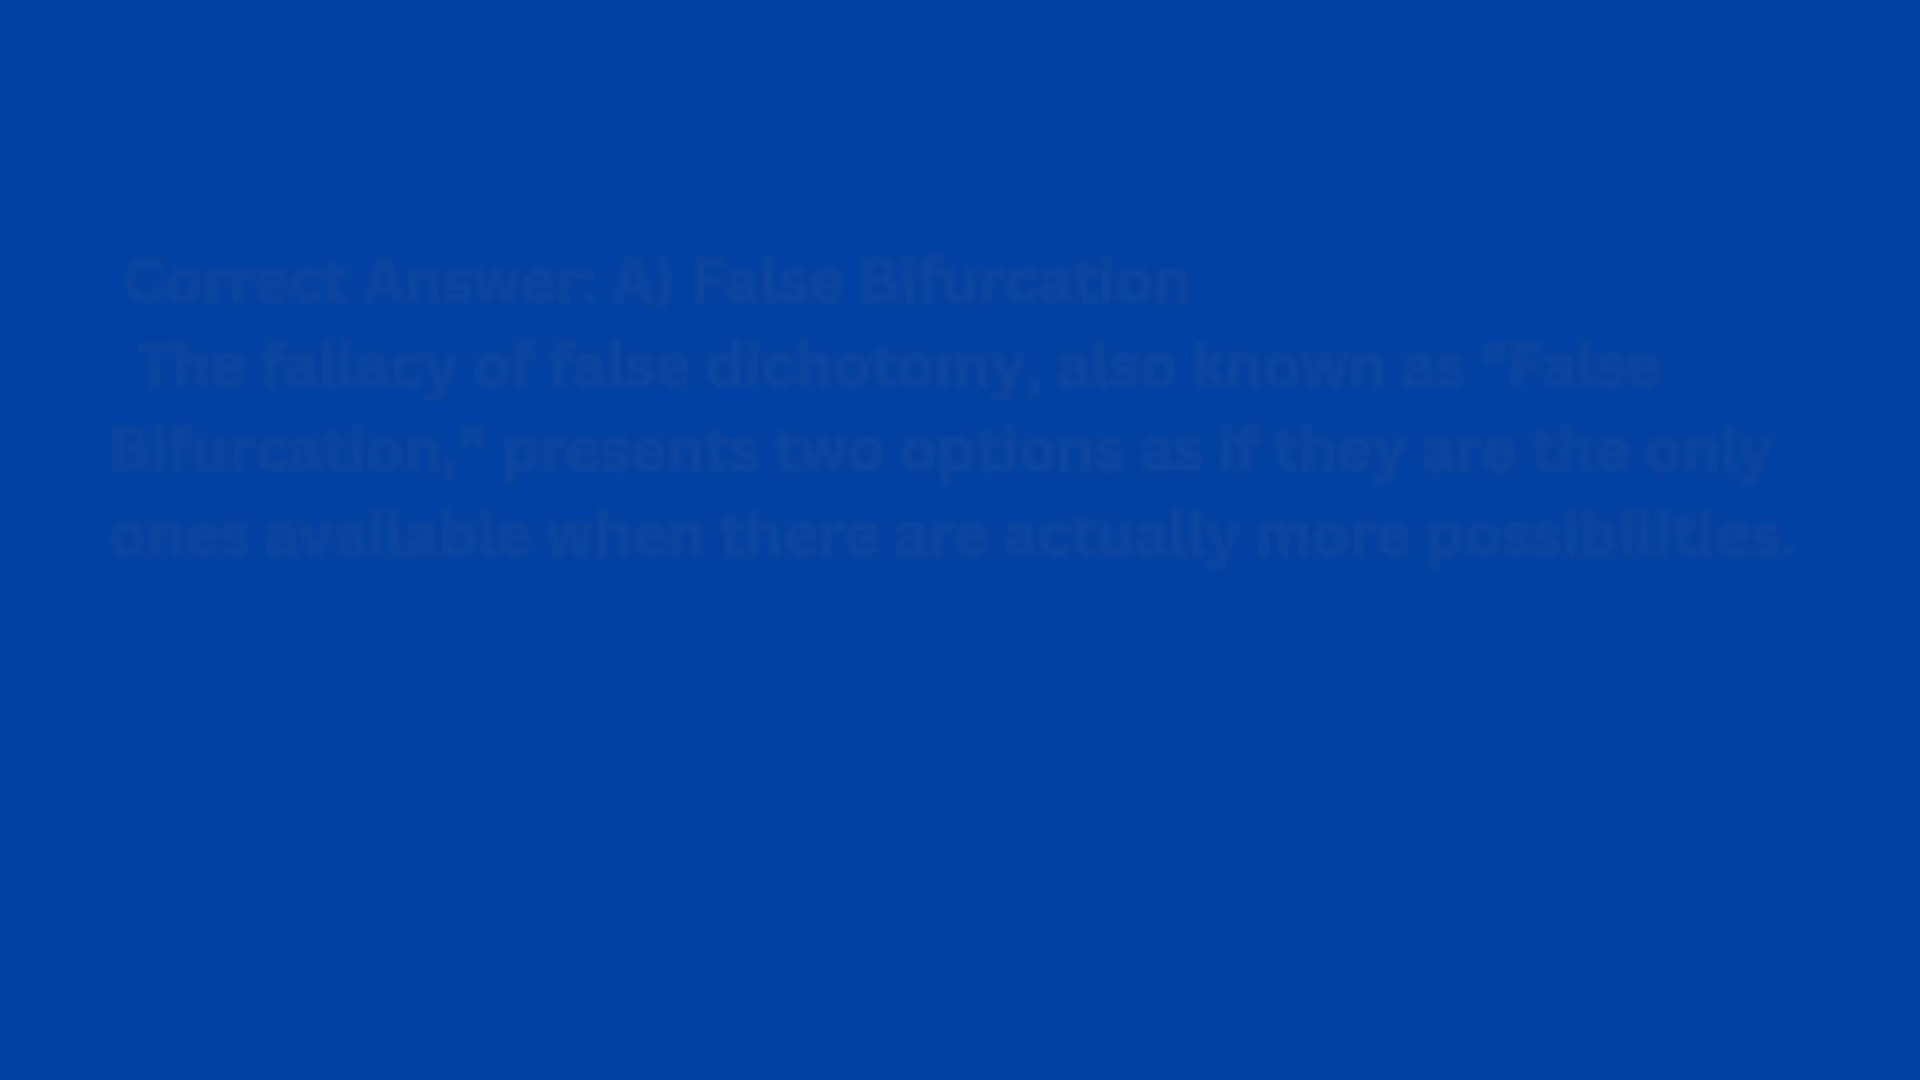 Correct Answer: A) False Bifurcation
The fallacy of false dichotomy, also known as "False
Bifurcation," presents two options as if they are the only
ones available when there are actually more possibilities.